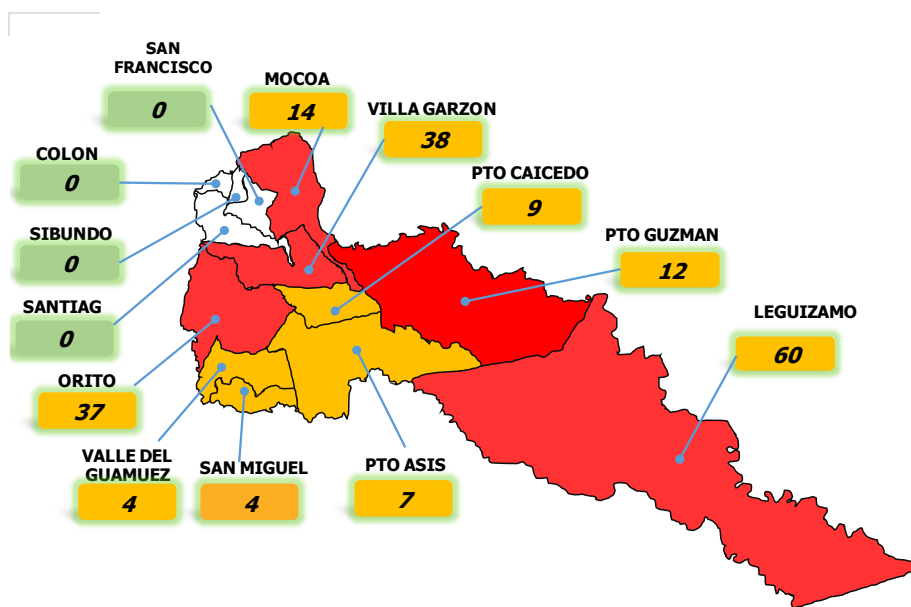 SAN
FRANCISCO
0
MOCOA
14
VILLA GARZON
38
COLON
0
PTO CAICEDO
9
SIBUNDO
0
PTO GUZMAN
12
SANTIAG
0
LEGUIZAMO
60
ORITO
37
VALLE DEL
GUAMUEZ
4
SAN MIGUEL
4
PTO ASIS
7